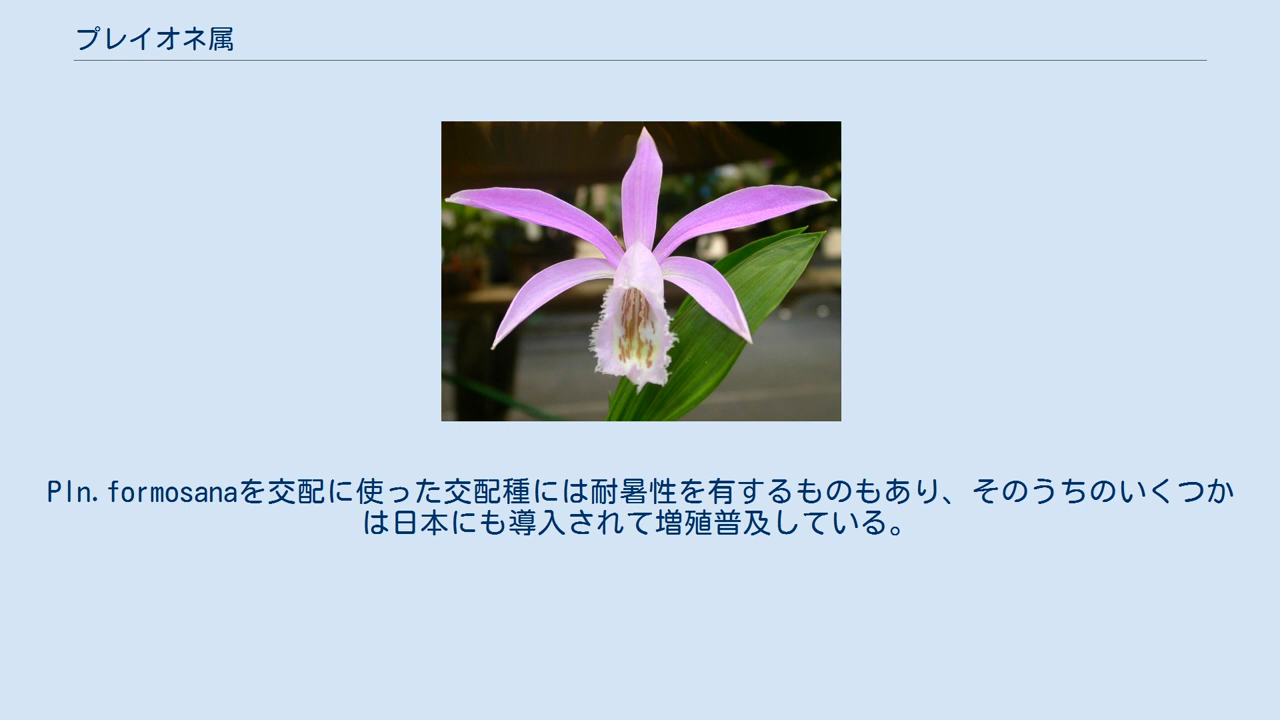 プレイオネ属
Pln. formosanaを交配に使った交配種には耐暑性を有するものもあり、そのうちのいくつか
は日本にも導入されて増殖普及している。